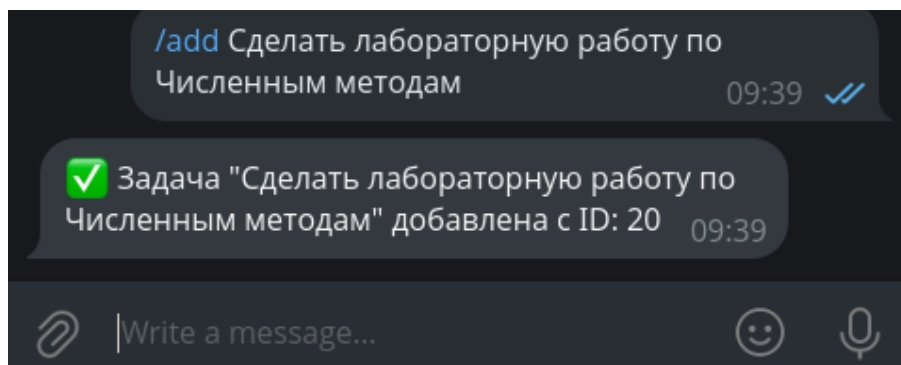 /add Сделать лабораторную работу по
Численным методам
09:39
✅ Задача "Сделать лабораторную работу по
Численным методам" добавлена с ID: 20
09:39
Write a message...